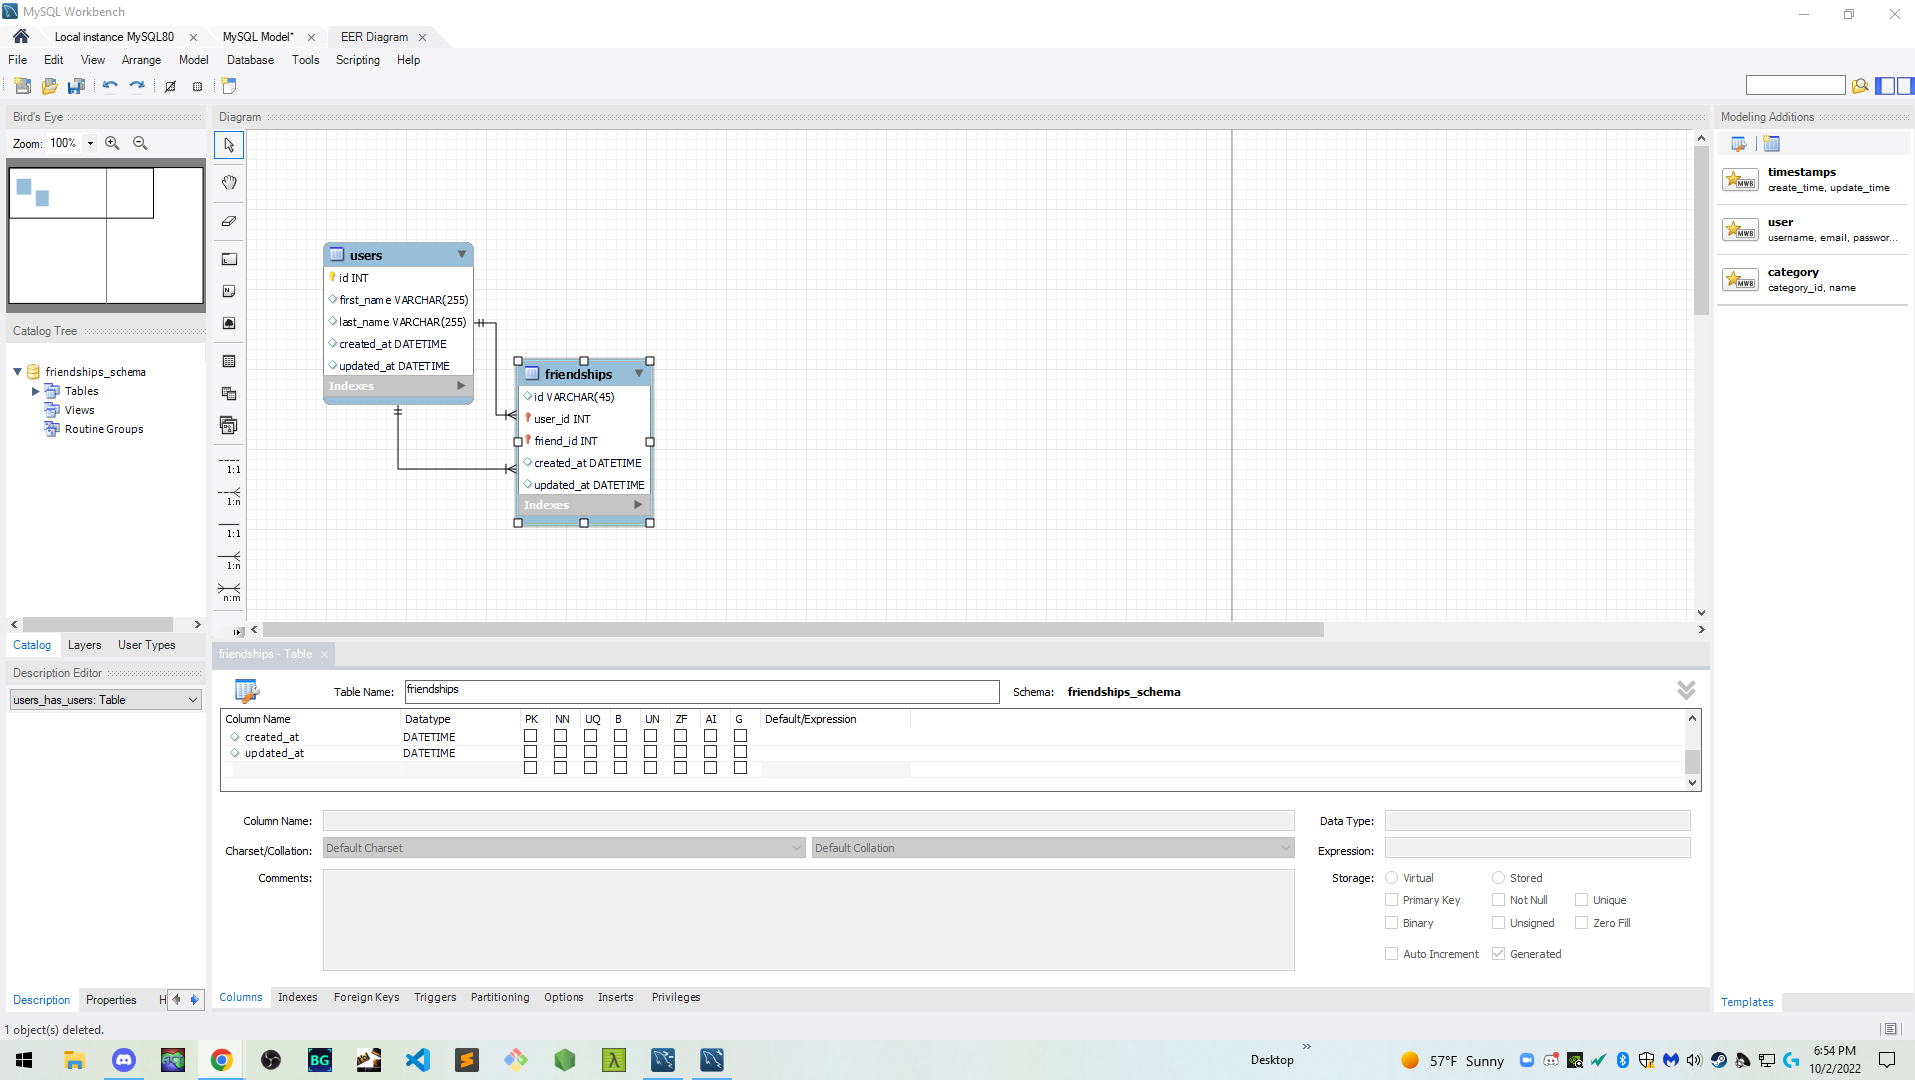 MySQL Workbench
Local instance MySQL80
MySQL Model*
EER Diagram
File Edit View Arrange Model Database Tools Scripting Help
Bird's Eye
Zoom: 100%
Diagram
Modeling Additions
timestamps
create_time, update_time
user
username, email, passwor...
category
category_id, name
Catalog Tree
friendships_schema
Tables
Views
Routine Groups
1:1
1:n
1:1
1:n
n:m
users
id INT
first_name VARCHAR(255)
last_name VARCHAR(255)
created_at DATETIME
updated_at DATETIME
Indexes
friendships
id VARCHAR(45)
user_id INT
friend_id INT
created_at DATETIME
updated_at DATETIME
Indexes
Catalog Layers User Types
Description Editor
users_has_users: Table
friendships - Table
Table Name: friendships
Schema: friendships_schema
Column Name Datatype PK NN UQ B UN ZF AI G Default/Expression
created_at DATETIME
updated_at DATETIME
Column Name:
Data Type:
Charset/Collation: Default Charset Default Collation
Expression:
Comments:
Storage: Virtual Stored
Primary Key Not Null Unique
Binary Unsigned Zero Fill
Auto Increment Generated
Description Properties H
Columns Indexes Foreign Keys Triggers Partitioning Options Inserts Privileges
Templates
1 object(s) deleted.
BG
Desktop
57°F Sunny
6:54 PM
10/2/2022